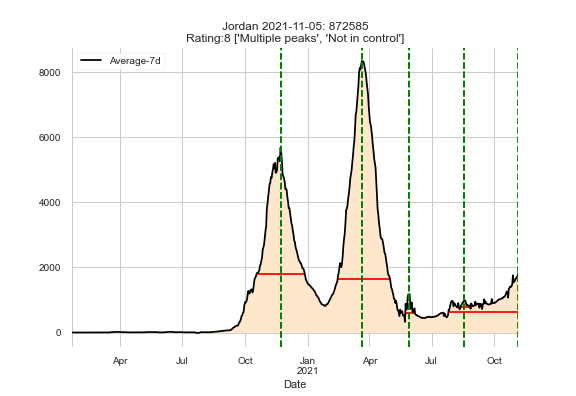 Jordan 2021-11-05: 872585
Rating:8 ['Multiple peaks', 'Not in control']
Average-7d
8000
6000
4000
2000
0
Apr Jul Oct Jan Apr Jul Oct
2021
Date